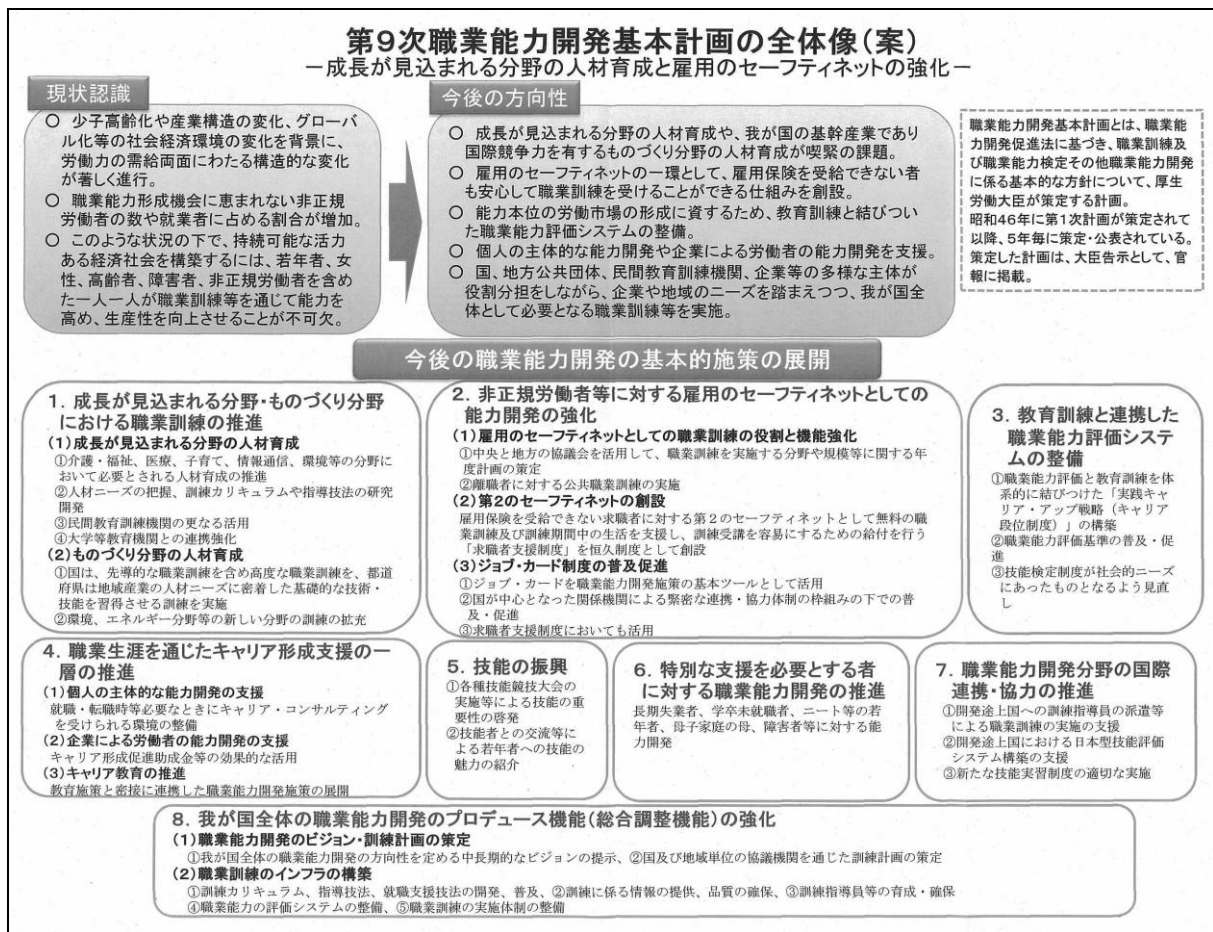 第9次職業能力開発基本計画の全体像(案)
-成長が見込まれる分野の人材育成と雇用のセーフティネットの強化-
現状認識
○ 少子高齢化や産業構造の変化、グローバ
ル化等の社会経済環境の変化を背景に、
労働力の需給両面にわたる構造的な変化
が著しく進行。
○ 職業能力形成機会に恵まれない非正規
労働者の数や就業者に占める割合が増加。
○ このような状況の下で、持続可能な活力
ある経済社会を構築するには、若年者、女
性、高齢者、障害者、非正規労働者を含め
た一人一人が職業訓練等を通じて能力を
高め、生産性を向上させることが不可欠。
今後の方向性
○ 成長が見込まれる分野の人材育成や、我が国の基幹産業であり
国際競争力を有するものづくり分野の人材育成が喫緊の課題。
○ 雇用のセーフティネットの一環として、雇用保険を受給できない者
も安心して職業訓練を受けることができる仕組みを創設。
○ 能力本位の労働市場の形成に資するため、教育訓練と結びつい
た職業能力評価システムの整備。
○ 個人の主体的な能力開発や企業による労働者の能力開発を支援。
○ 国、地方公共団体、民間教育訓練機関、企業等の多様な主体が
役割分担をしながら、企業や地域のニーズを踏まえつつ、我が国全
体として必要となる職業訓練等を実施。
職業能力開発基本計画とは、職業能
力開発促進法に基づき、職業訓練及
び職業能力検定その他職業能力開発
に係る基本的な方針について、厚生
労働大臣が策定する計画。
昭和46年に第1次計画が策定されて
以降、5年毎に策定・公表されている。
策定した計画は、大臣告示として、官
報に掲載。
今後の職業能力開発の基本的施策の展開
1. 成長が見込まれる分野・ものづくり分野
における職業訓練の推進
(1)成長が見込まれる分野の人材育成
①介護・福祉、医療、子育て、情報通信、環境等の分野に
おいて必要とされる人材育成の推進
②人材ニーズの把握、訓練カリキュラムや指導技法の研究
開発
③民間教育訓練機関の更なる活用
④大学等教育機関との連携強化
(2)ものづくり分野の人材育成
①国は、先導的な職業訓練を含め高度な職業訓練を、都道
府県は地域産業の人材ニーズに密着した基礎的な技術・
技能を習得させる訓練を実施
②環境、エネルギー分野等の新しい分野の訓練の拡充
2. 非正規労働者等に対する雇用のセーフティネットとしての
能力開発の強化
(1)雇用のセーフティネットとしての職業訓練の役割と機能強化
①中央と地方の協議会を活用して、職業訓練を実施する分野や規模等に関する年
度計画の策定
②離職者に対する公共職業訓練の実施
(2)第2のセーフティネットの創設
雇用保険を受給できない求職者に対する第2のセーフティネットとして無料の職
業訓練及び訓練期間中の生活を支援し、訓練受講を容易にするための給付を行う
「求職者支援制度」を恒久制度として創設
(3)ジョブ・カード制度の普及促進
①ジョブ・カードを職業能力開発施策の基本ツールとして活用
②国が中心となった関係機関による緊密な連携・協力体制の枠組みの下での普
及・促進
③求職者支援制度においても活用
3. 教育訓練と連携した
職業能力評価システ
ムの整備
①職業能力評価と教育訓練を体
系的に結びつけた「実践キャ
リア・アップ戦略(キャリア
段位制度)」の構築
②職業能力評価基準の普及・促
進
③技能検定制度が社会的ニーズ
にあったものとなるよう見直
し
4. 職業生涯を通じたキャリア形成支援の一
層の推進
(1)個人の主体的な能力開発の支援
就職・転職時等必要なときにキャリア・コンサルティング
を受けられる環境の整備
(2)企業による労働者の能力開発の支援
キャリア形成促進助成金等の効果的な活用
(3)キャリア教育の推進
教育施策と密接に連携した職業能力開発施策の展開
5. 技能の振興
①各種技能競技大会の
実施等による技能の重
要性の啓発
②技能者との交流等に
よる若年者への技能の
魅力の紹介
6. 特別な支援を必要とする者
に対する職業能力開発の推進
長期失業者、学卒未就職者、ニート等の若
年者、母子家庭の母、障害者等に対する能
力開発
7. 職業能力開発分野の国際
連携・協力の推進
①開発途上国への訓練指導員の派遣等
による職業訓練の実施の支援
②開発途上国における日本型技能評価
システム構築の支援
③新たな技能実習制度の適切な実施
8. 我が国全体の職業能力開発のプロデュース機能(総合調整機能)の強化
(1)職業能力開発のビジョン・訓練計画の策定
①我が国全体の職業能力開発の方向性を定める中長期的なビジョンの提示、②国及び地域単位の協議機関を通じた訓練計画の策定
(2)職業訓練のインフラの構築
①訓練カリキュラム、指導技法、就職支援技法の開発、普及、②訓練に係る情報の提供、品質の確保、③訓練指導員等の育成・確保
④職業能力の評価システムの整備、⑤職業訓練の実施体制の整備